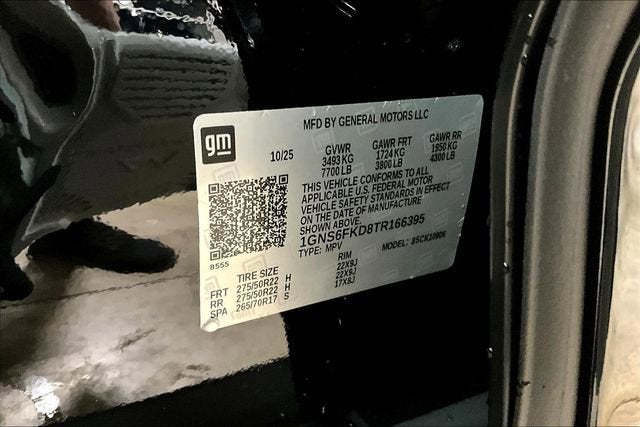 MFD BY GENERAL MOTORS LLC
gm
10/25
GVWR GAWR FRT GAWR RR
3493 KG 1724 KG 1950 KG
7700 LB 3800 LB 4300 LB
THIS VEHICLE CONFORMS TO ALL
APPLICABLE U.S. FEDERAL MOTOR
VEHICLE SAFETY STANDARDS IN EFFECT
ON THE DATE OF MANUFACTURE
SHOWN ABOVE.
1GNS6FKD8TR166395
TYPE: MPV MODEL: 85CK10906
8555
TIRE SIZE RIM
FRT 275/50R22 H 22X9J
RR 275/50R22 H 22X9J
SPA 265/70R17 S 17X8J